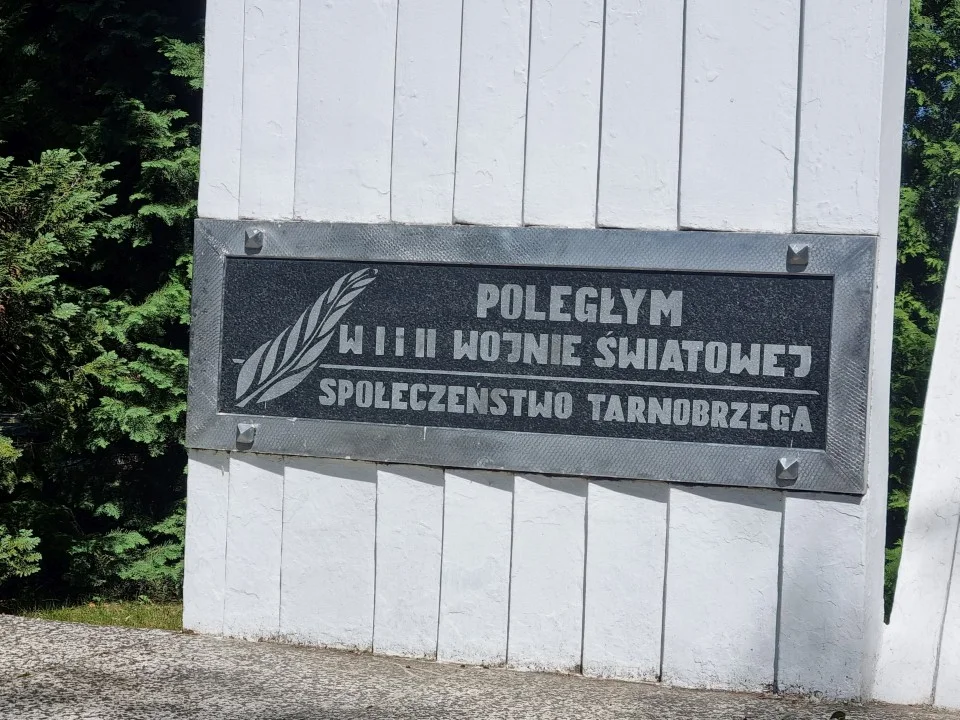 POLEGŁYM
W I i II WOJNIE ŚWIATOWEJ
SPOŁECZEŃSTWO TARNOBRZEGA